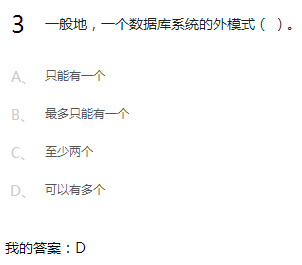 3 一般地，一个数据库系统的外模式（ ）。
A、 只能有一个
B、 最多只能有一个
C、 至少两个
D、 可以有多个
我的答案：D